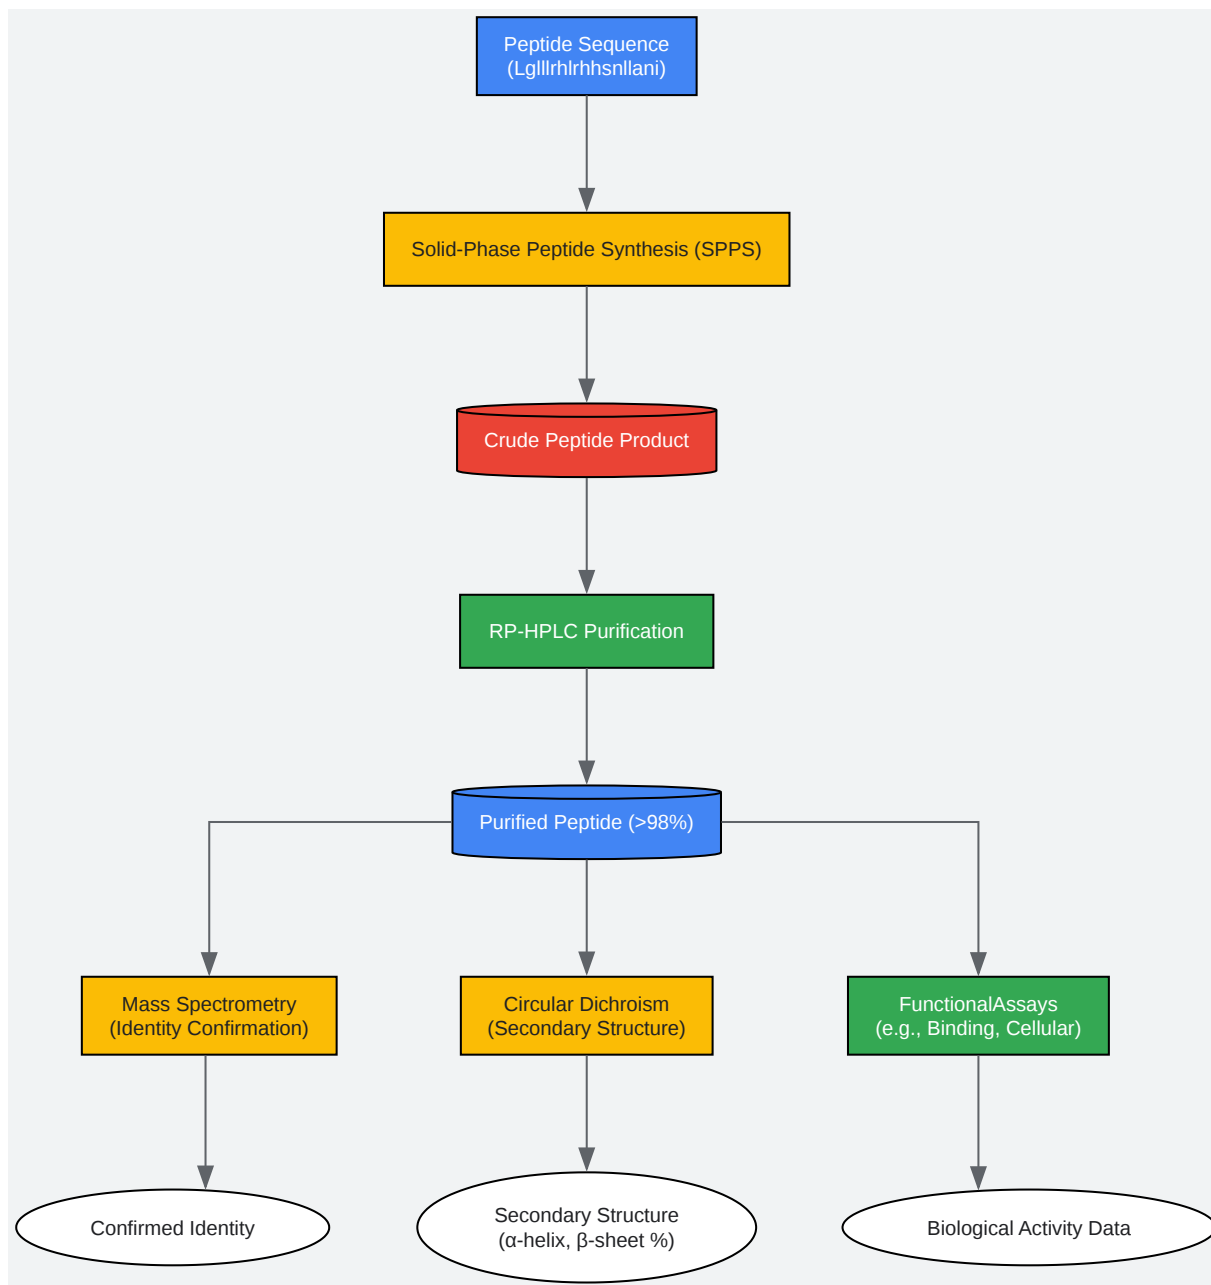 Peptide Sequence
(Lglllrhlrhhsnllani)
Solid-Phase Peptide Synthesis (SPPS)
Crude Peptide Product
RP-HPLC Purification
Purified Peptide (>98%)
Mass Spectrometry
(Identity Confirmation)
Circular Dichroism
(Secondary Structure)
FunctionalAssays
(e.g., Binding, Cellular)
Confirmed Identity
Secondary Structure
(α-helix, β-sheet %)
Biological Activity Data